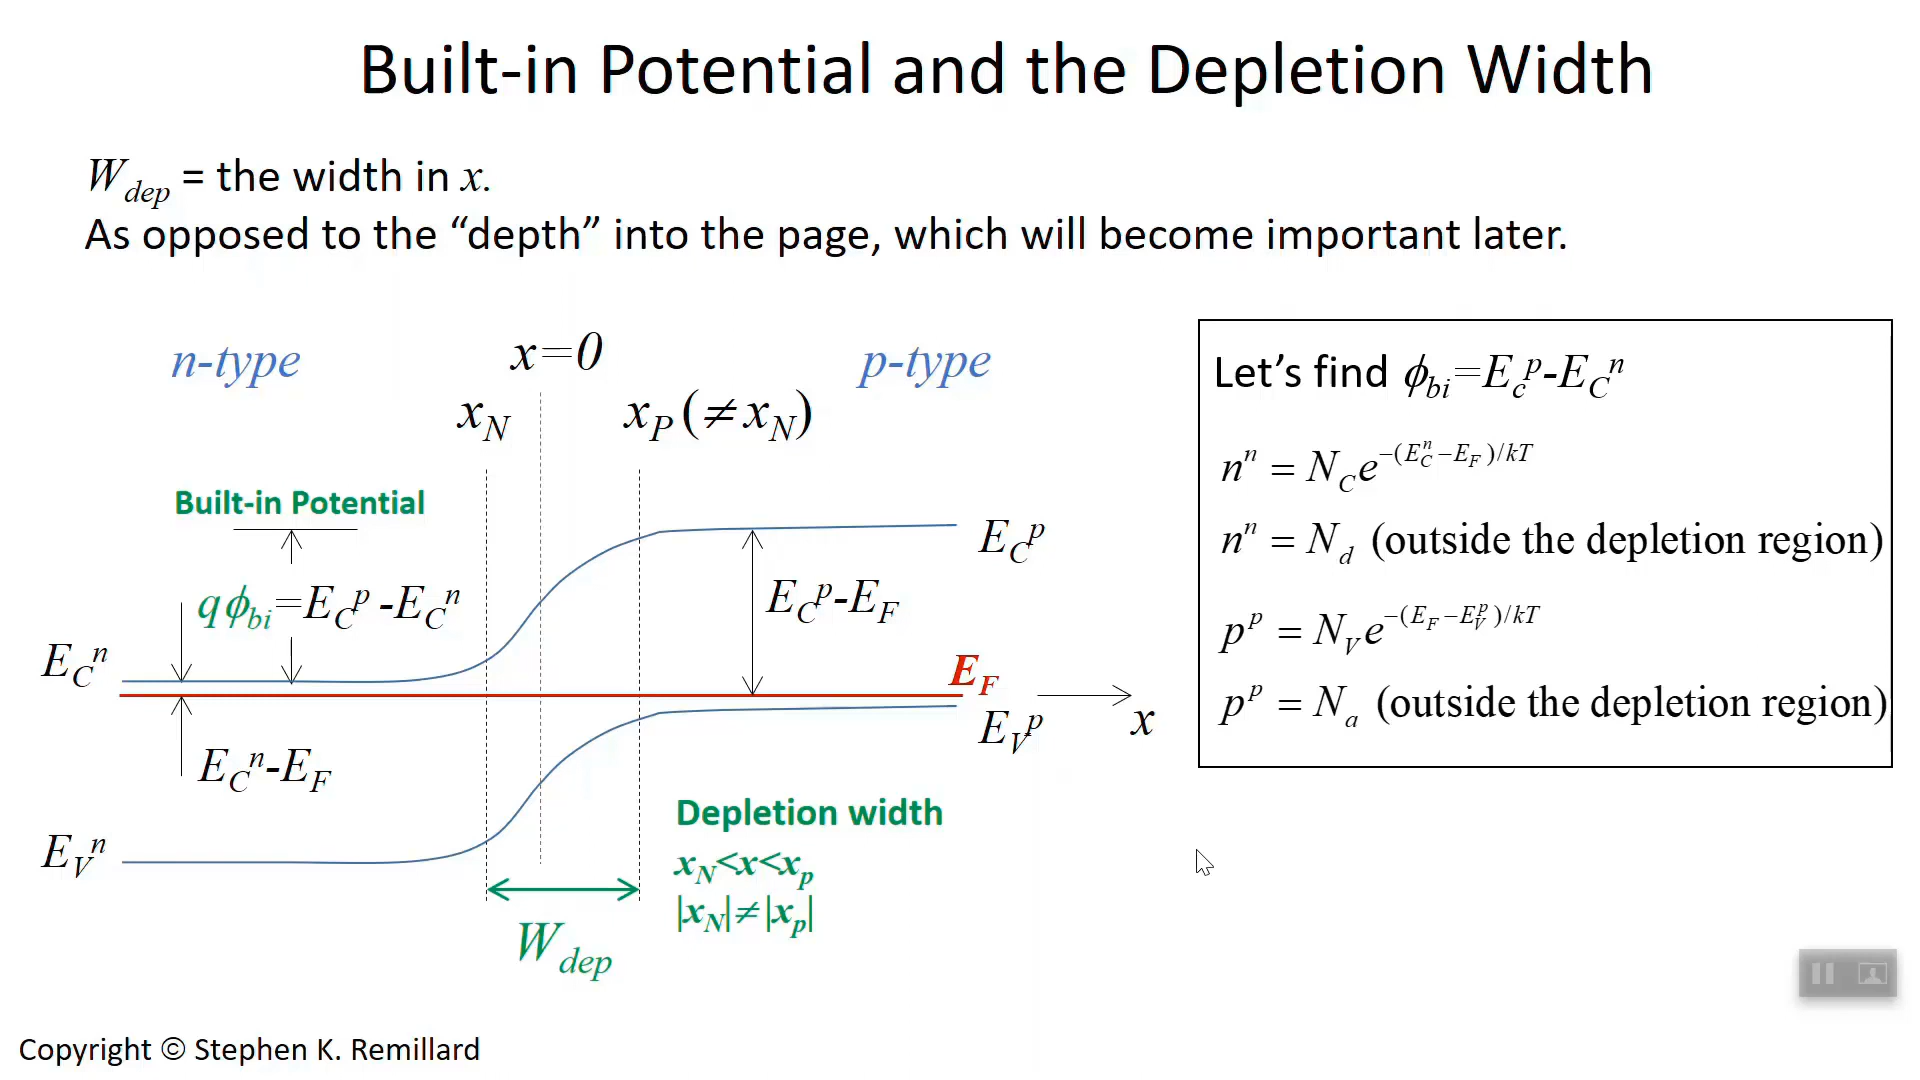 Built-in Potential and the Depletion Width
W_dep = the width in x.
As opposed to the “depth” into the page, which will become important later.
n-type
x=0
p-type
x_N
x_P (≠ x_N)
Built-in Potential
qϕ_bi=E_C^p -E_C^n
E_C^n
E_C^n-E_F
E_V^n
E_C^p
E_C^p-E_F
E_F
E_V^p
x
Depletion width
x_N<x<x_p
|x_N|≠|x_p|
W_dep
Let’s find ϕ_bi=E_c^p-E_C^n
n^n = N_C e^{-(E_C^n - E_F)/kT}
n^n = N_d (outside the depletion region)
p^p = N_V e^{-(E_F - E_V^p)/kT}
p^p = N_a (outside the depletion region)
Copyright © Stephen K. Remillard